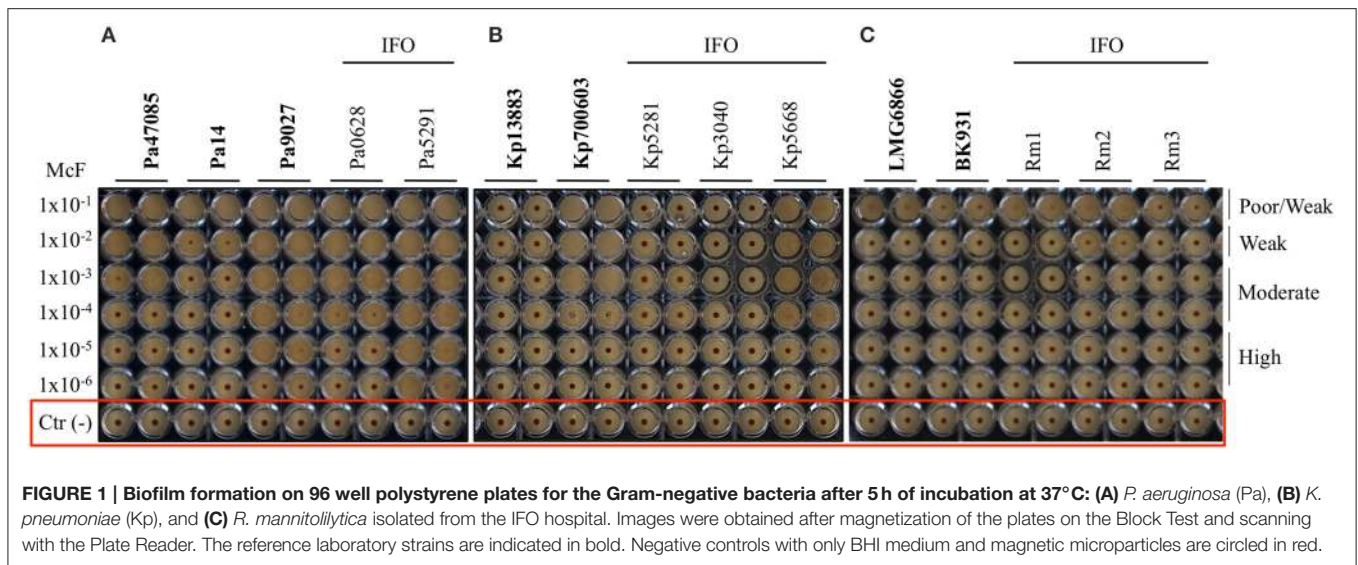 A
IFO
B
IFO
C
IFO
McF
Pa47085
Pa14
Pa9027
Pa0628
Pa5291
Kp13883
Kp700603
Kp5281
Kp3040
Kp5668
LMG6866
BK931
Rm1
Rm2
Rm3
1x10-1
Poor/Weak
1x10-2
Weak
1x10-3
Moderate
1x10-4
1x10-5
High
1x10-6
Ctr (-)
FIGURE 1 | Biofilm formation on 96 well polystyrene plates for the Gram-negative bacteria after 5 h of incubation at 37°C: (A) P. aeruginosa (Pa), (B) K.
pneumoniae (Kp), and (C) R. mannitolilytica isolated from the IFO hospital. Images were obtained after magnetization of the plates on the Block Test and scanning
with the Plate Reader. The reference laboratory strains are indicated in bold. Negative controls with only BHI medium and magnetic microparticles are circled in red.